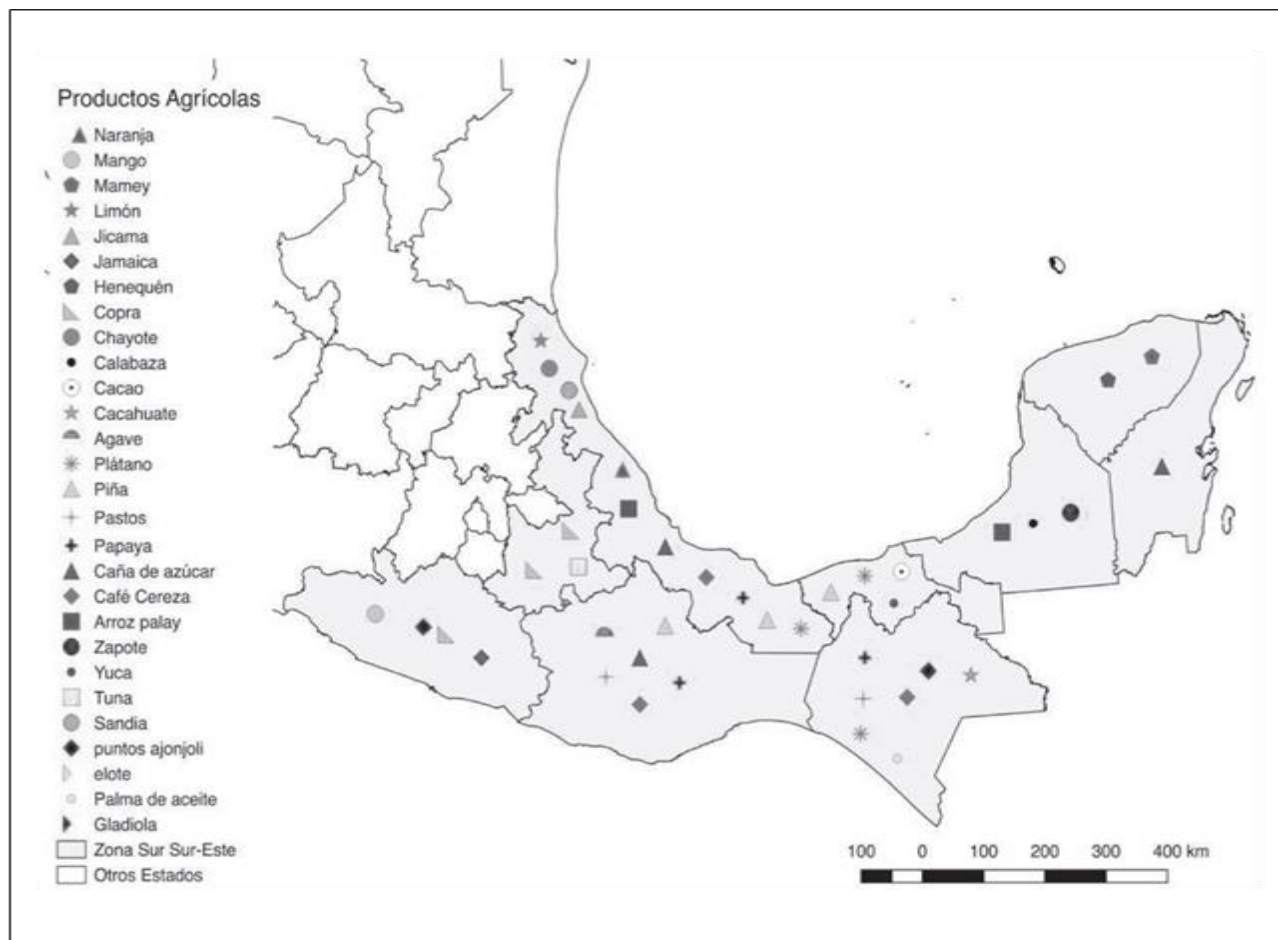 Productos Agrícolas
Naranja
Mango
Mamey
Limón
Jicama
Jamaica
Henequén
Copra
Chayote
Calabaza
Cacao
Cacahuate
Agave
Plátano
Piña
Pastos
Papaya
Caña de azúcar
Café Cereza
Arroz palay
Zapote
Yuca
Tuna
Sandia
puntos ajonjoli
elote
Palma de aceite
Gladiola
Zona Sur Sur-Este
Otros Estados
100 0 100 200 300 400 km